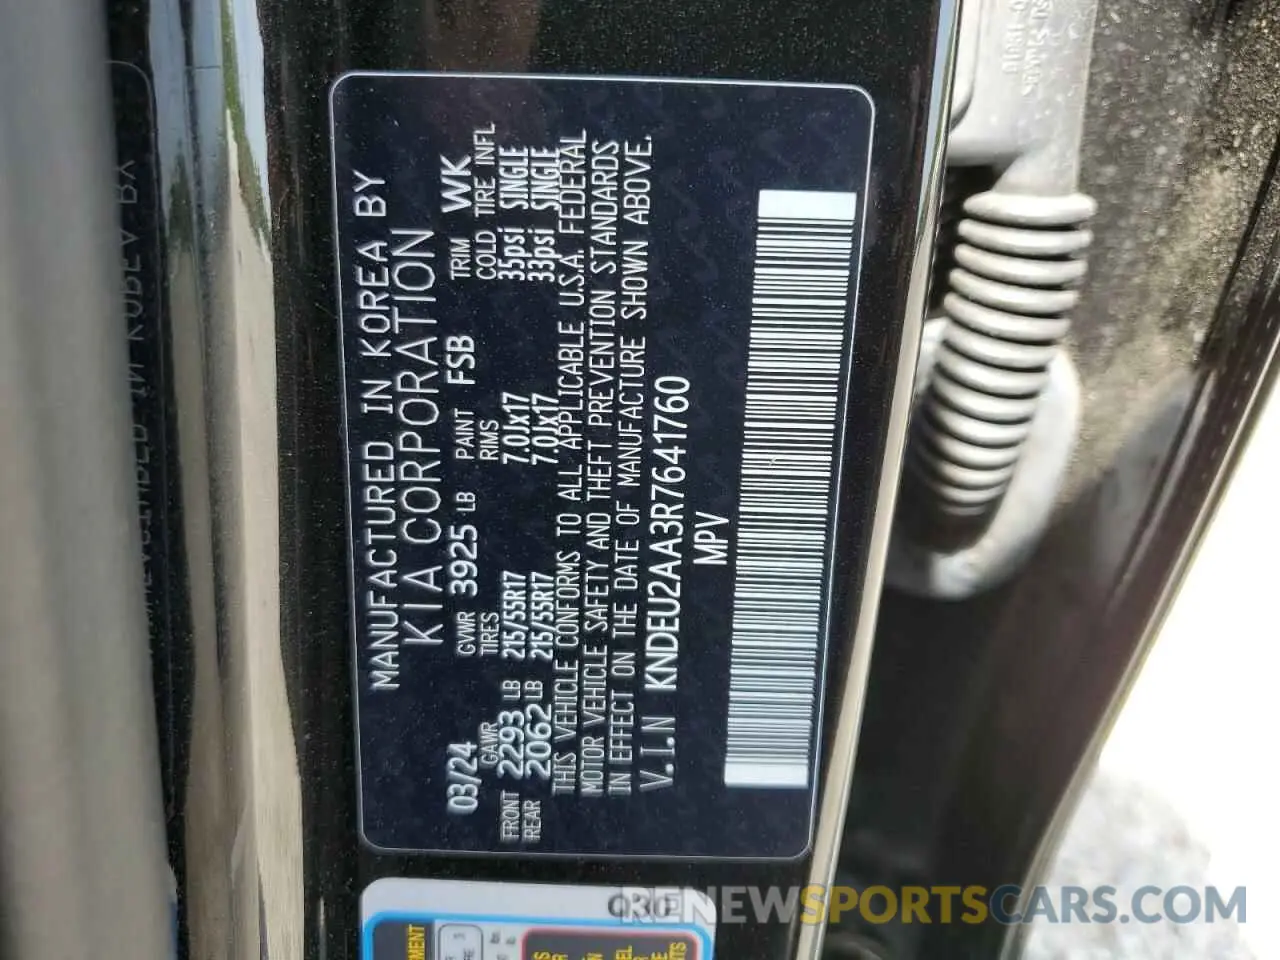 MANUFACTURED IN KOREA BY
KIA CORPORATION
03/24 GVWR 3925 LB PAINT FSB TRIM WK
GAWR TIRES RIMS COLD TIRE INFL
FRONT 2293 LB 215/55R17 7.0Jx17 35psi SINGLE
REAR 2062 LB 215/55R17 7.0Jx17 33psi SINGLE
THIS VEHICLE CONFORMS TO ALL APPLICABLE U.S.A. FEDERAL
MOTOR VEHICLE SAFETY AND THEFT PREVENTION STANDARDS
IN EFFECT ON THE DATE OF MANUFACTURE SHOWN ABOVE.
V.I.N KNDEU2AA3R7641760
MPV
RENEWSPORTSCARS.COM